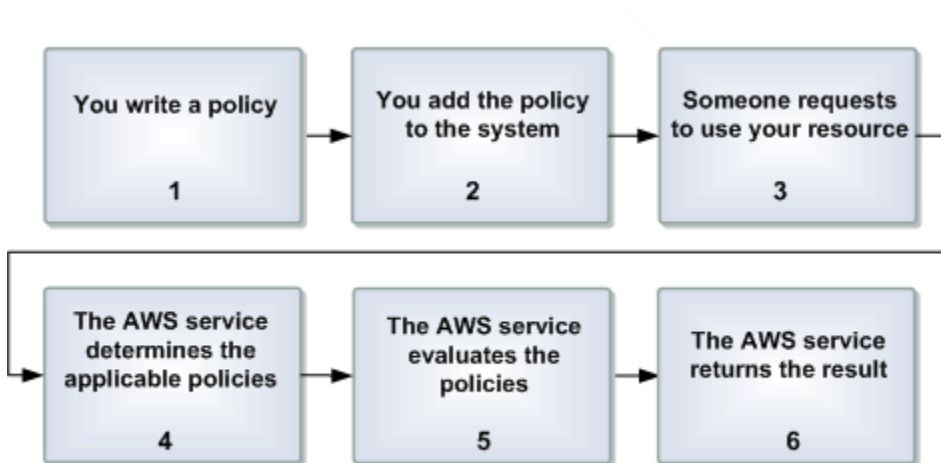 You write a policy
1
You add the policy
to the system
2
Someone requests
to use your resource
3
The AWS service
determines the
applicable policies
4
The AWS service
evaluates the
policies
5
The AWS service
returns the result
6